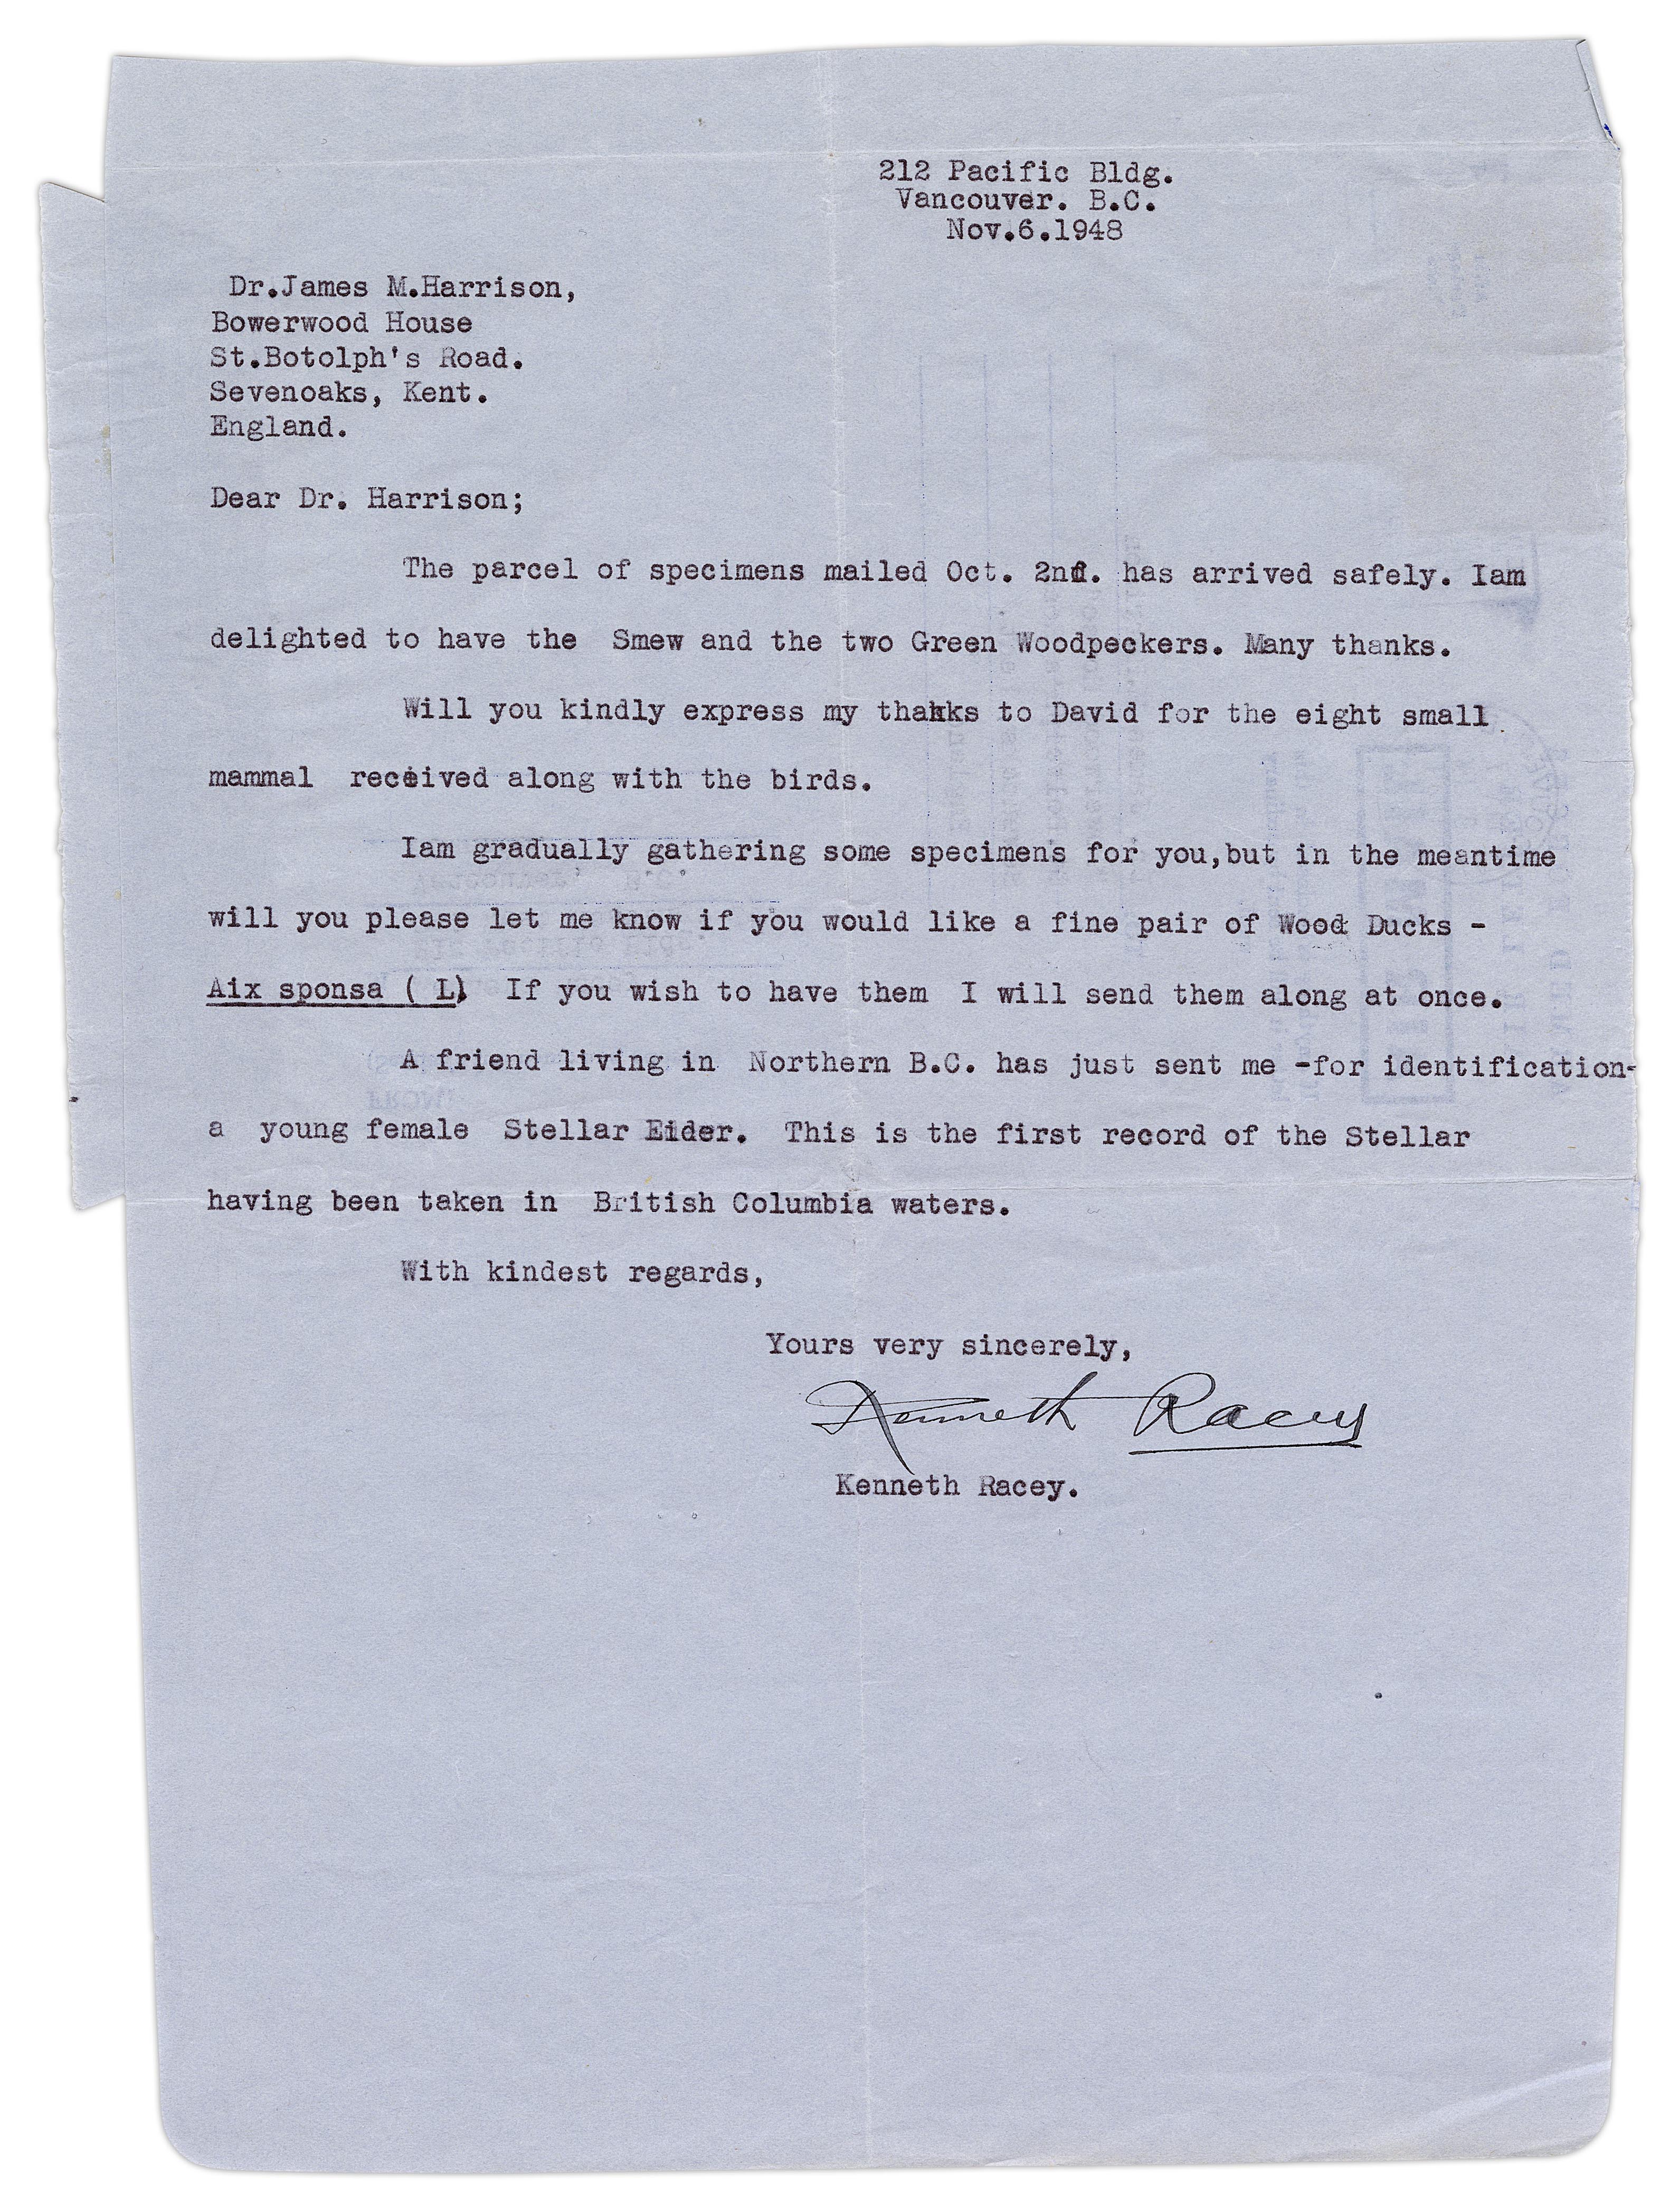 212 Pacific Bldg.
Vancouver. B.C.
Nov.6.1948
Dr.James M.Harrison,
Bowerwood House
St.Botolph's Road.
Sevenoaks, Kent.
England.
Dear Dr. Harrison;
The parcel of specimens mailed Oct. 2nd. has arrived safely. Iam
delighted to have the Smew and the two Green Woodpeckers. Many thanks.
Will you kindly express my thahks to David for the eight small
mammal received along with the birds.
Iam gradually gathering some specimens for you,but in the meantime
will you please let me know if you would like a fine pair of Wood Ducks -
Aix sponsa ( L) If you wish to have them I will send them along at once.
A friend living in Northern B.C. has just sent me -for identification-
a young female Stellar Eider. This is the first record of the Stellar
having been taken in British Columbia waters.
With kindest regards,
Yours very sincerely,
Kenneth Racey
Kenneth Racey.